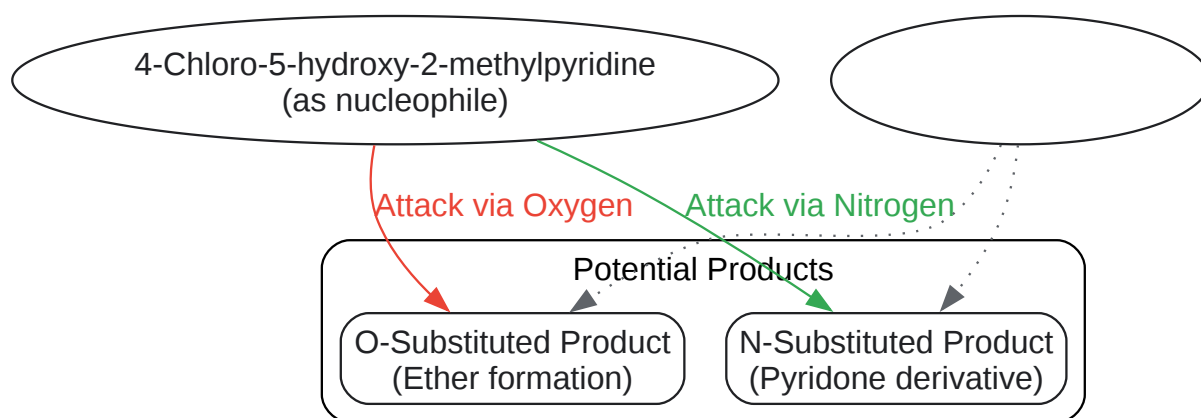 4-Chloro-5-hydroxy-2-methylpyridine
(as nucleophile)
Attack via Oxygen
Attack via Nitrogen
Potential Products
O-Substituted Product
(Ether formation)
N-Substituted Product
(Pyridone derivative)